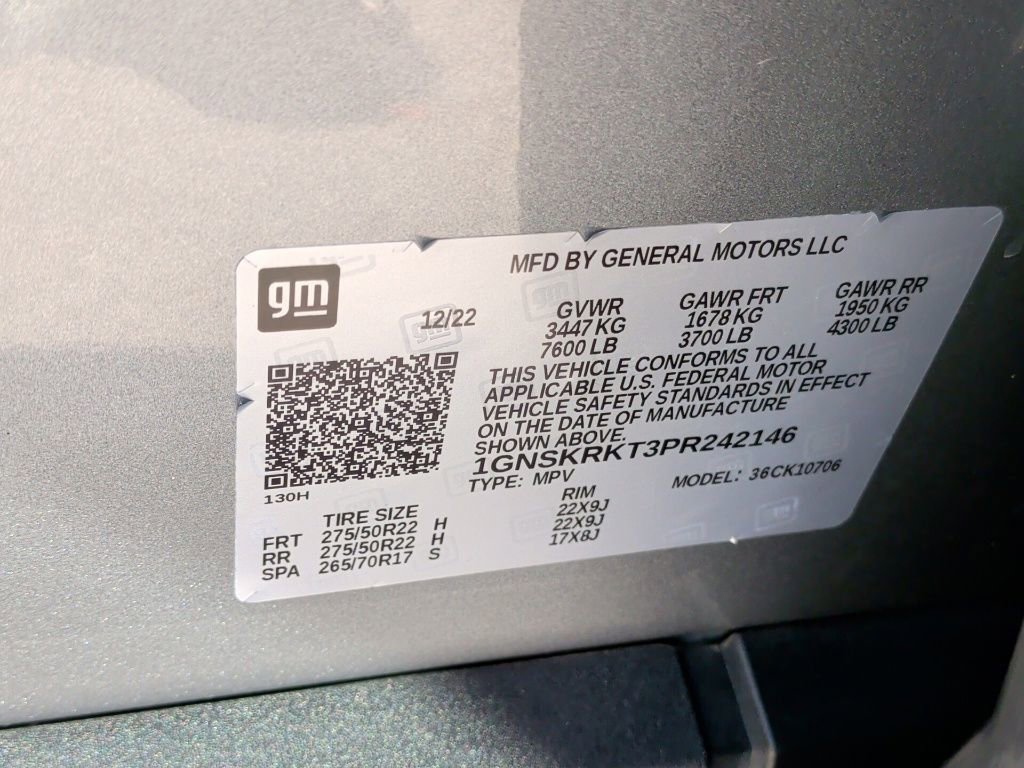 MFD BY GENERAL MOTORS LLC
gm
12/22
GVWR GAWR FRT GAWR RR
3447 KG 1678 KG 1950 KG
7600 LB 3700 LB 4300 LB
THIS VEHICLE CONFORMS TO ALL
APPLICABLE U.S. FEDERAL MOTOR
VEHICLE SAFETY STANDARDS IN EFFECT
ON THE DATE OF MANUFACTURE
SHOWN ABOVE.
1GNSKRKT3PR242146
TYPE: MPV MODEL: 36CK10706
130H
TIRE SIZE RIM
FRT 275/50R22 H 22X9J
RR 275/50R22 H 22X9J
SPA 265/70R17 S 17X8J